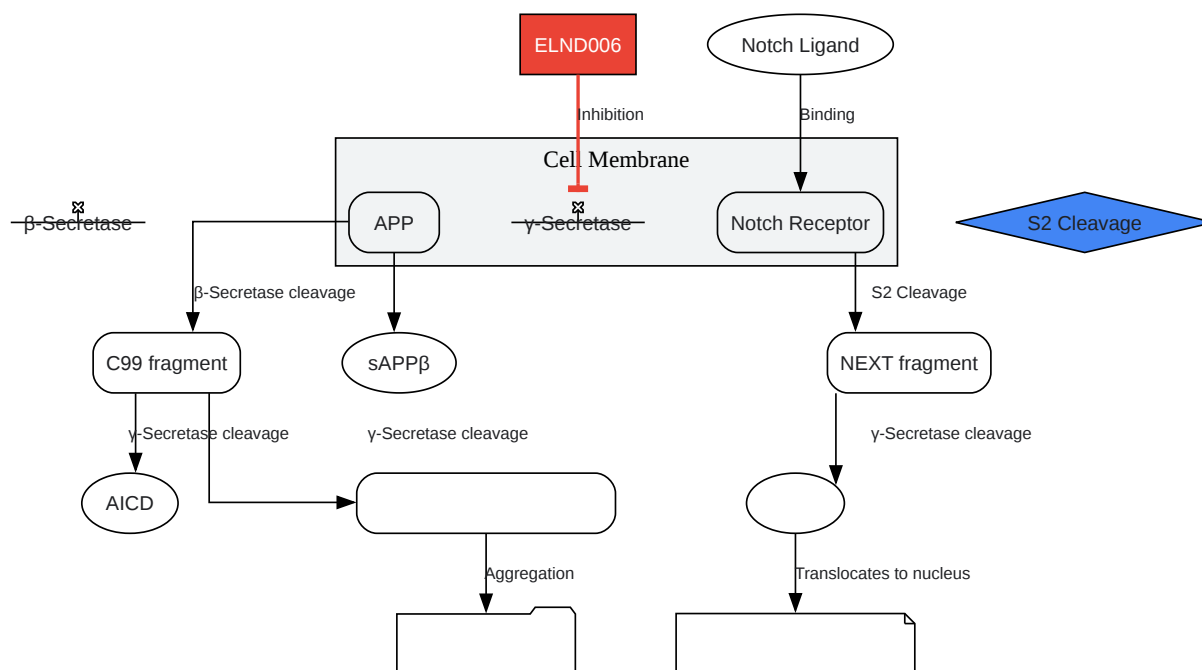 ELND006
Notch Ligand
Inhibition
Binding
Cell Membrane
β-Secretase
APP
γ-Secretase
Notch Receptor
S2 Cleavage
β-Secretase cleavage
S2 Cleavage
C99 fragment
sAPPβ
NEXT fragment
γ-Secretase cleavage
γ-Secretase cleavage
γ-Secretase cleavage
AICD
Aggregation
Translocates to nucleus